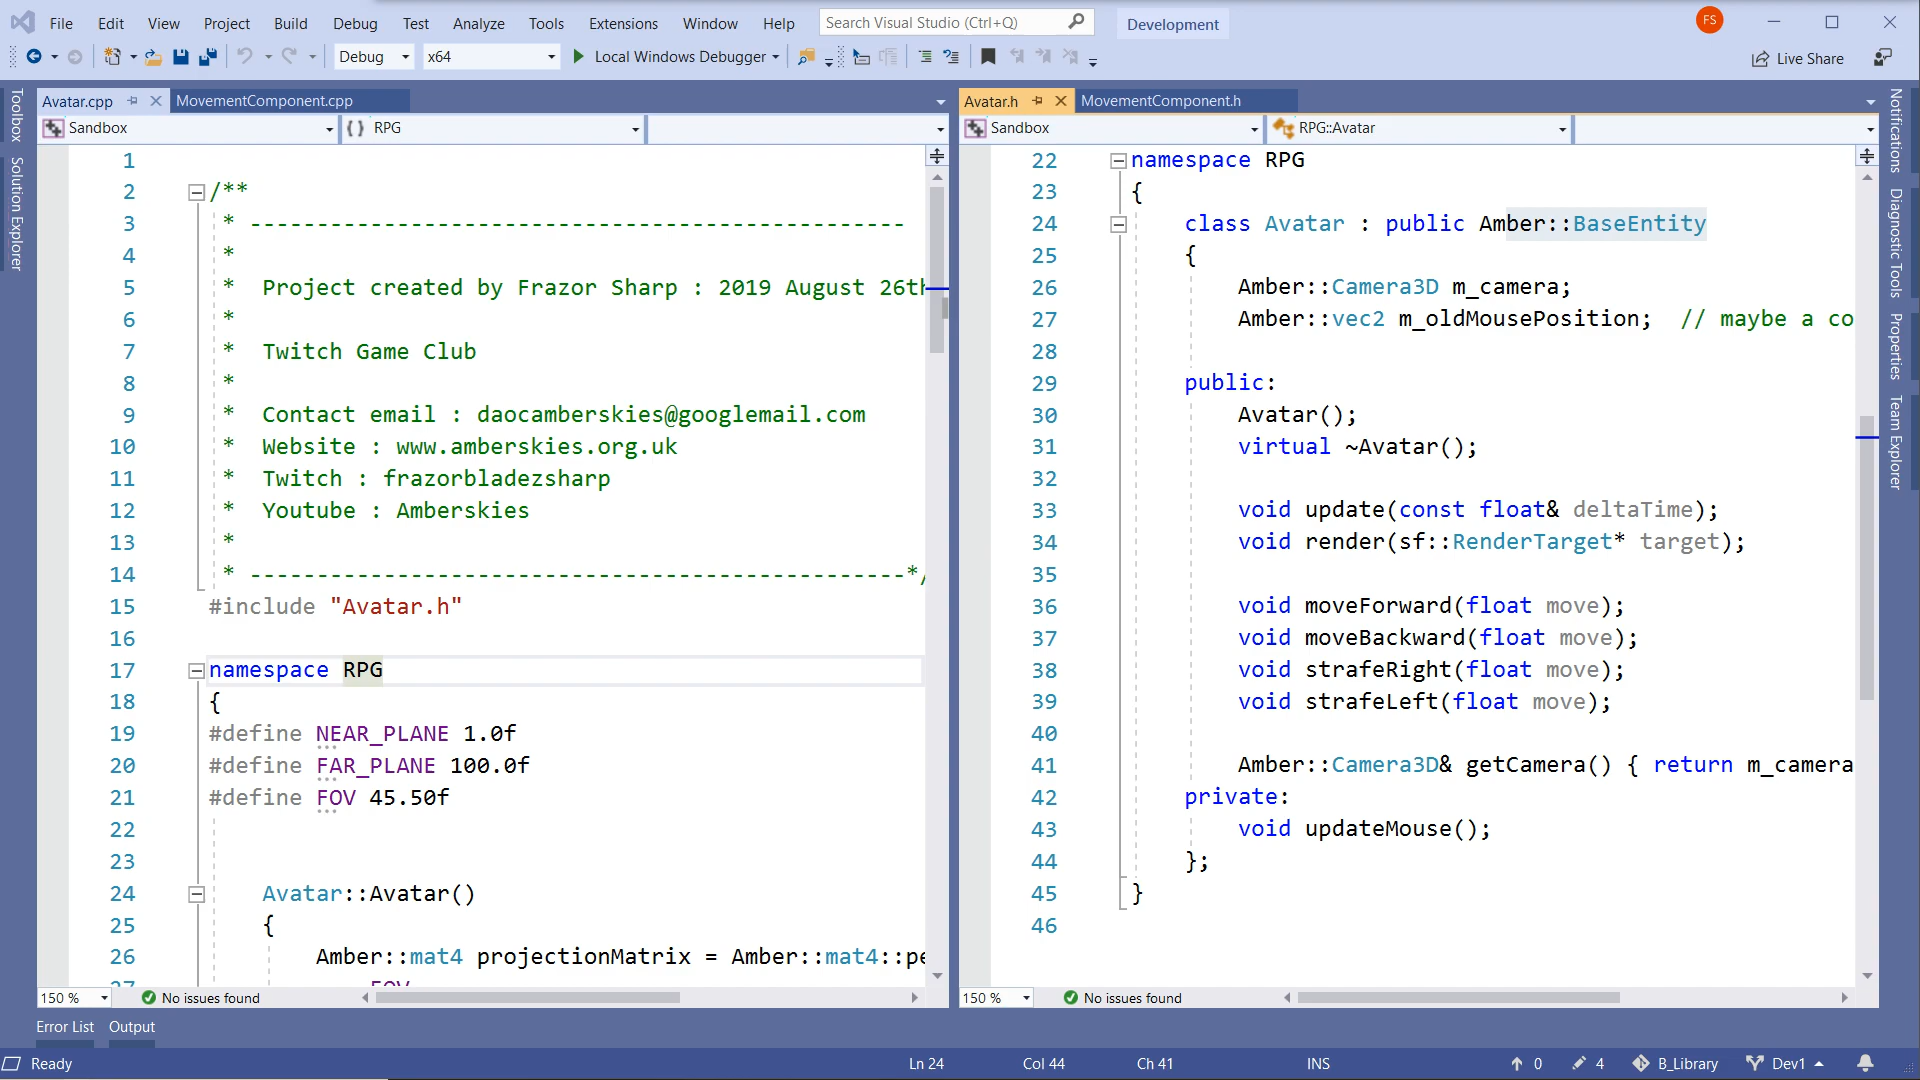 File Edit View Project Build Debug Test Analyze Tools Extensions Window Help Search Visual Studio (Ctrl+Q) Development FS
Debug x64 Local Windows Debugger Live Share
Toolbox
Solution Explorer
Avatar.cpp MovementComponent.cpp
Sandbox RPG
1
2 /**
3 * -------------------------------------------------
4 *
5 * Project created by Frazor Sharp : 2019 August 26th
6 *
7 * Twitch Game Club
8 *
9 * Contact email : daocamberskies@googlemail.com
10 * Website : www.amberskies.org.uk
11 * Twitch : frazorbladezsharp
12 * Youtube : Amberskies
13 *
14 * -------------------------------------------------*/
15 #include "Avatar.h"
16
17 namespace RPG
18 {
19 #define NEAR_PLANE 1.0f
20 #define FAR_PLANE 100.0f
21 #define FOV 45.50f
22
23
24 Avatar::Avatar()
25 {
26 Amber::mat4 projectionMatrix = Amber::mat4::pe
27 FOV
150 % No issues found
Avatar.h MovementComponent.h
Sandbox RPG::Avatar
22 namespace RPG
23 {
24 class Avatar : public Amber::BaseEntity
25 {
26 Amber::Camera3D m_camera;
27 Amber::vec2 m_oldMousePosition; // maybe a co
28
29 public:
30 Avatar();
31 virtual ~Avatar();
32
33 void update(const float& deltaTime);
34 void render(sf::RenderTarget* target);
35
36 void moveForward(float move);
37 void moveBackward(float move);
38 void strafeRight(float move);
39 void strafeLeft(float move);
40
41 Amber::Camera3D& getCamera() { return m_camera
42 private:
43 void updateMouse();
44 };
45 }
46
150 % No issues found
Notifications
Diagnostic Tools
Properties
Team Explorer
Error List Output
Ready Ln 24 Col 44 Ch 41 INS 0 4 B_Library Dev1